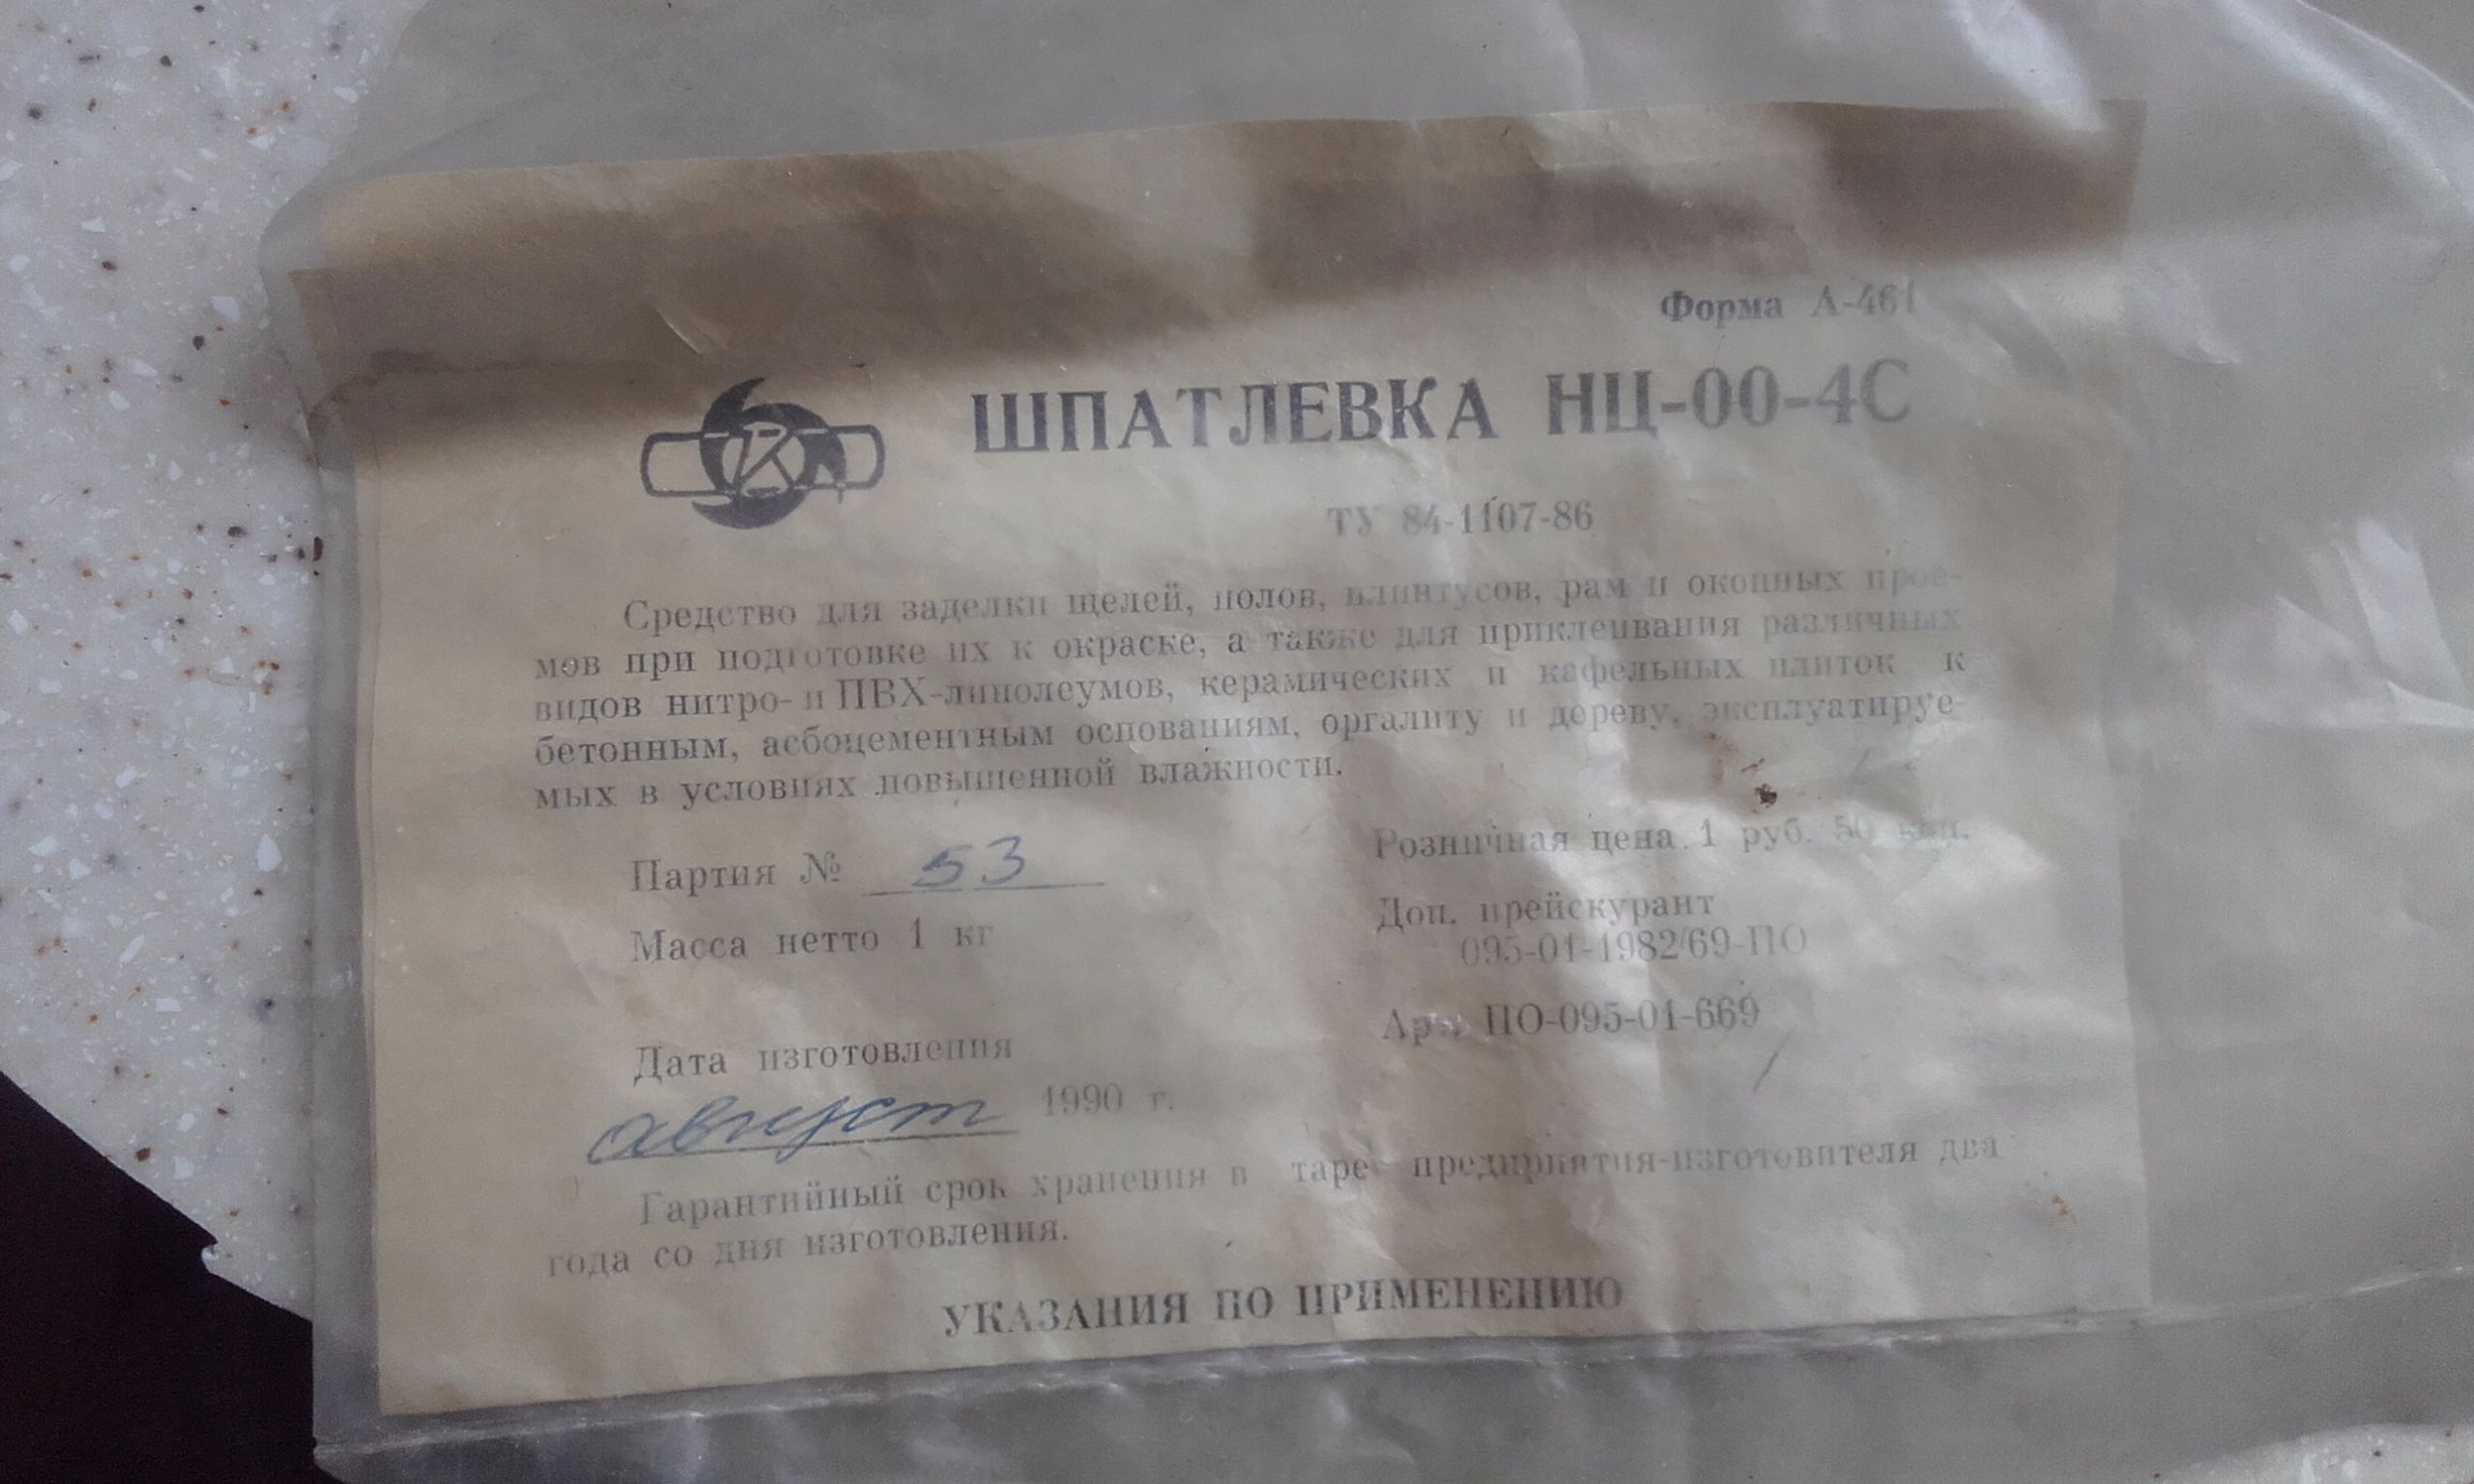 Форма А-461
ШПАТЛЕВКА НЦ-00-4С
ТУ 84-1107-86
Средство для заделки щелей, полов, плинтусов, рам и оконных прое-
мов при подготовке их к окраске, а также для приклеивания различных
видов нитро- и ПВХ-линолеумов, керамических и кафельных плиток к
бетонным, асбоцементным основаниям, оргалиту и дереву, эксплуатируе-
мых в условиях повышенной влажности.
Партия № 53
Масса нетто 1 кг
Розничная цена 1 руб. 50 коп.
Доп. прейскурант
095-01-1982/69-ПО
Арт. ПО-095-01-669
Дата изготовления
август 1990 г.
Гарантийный срок хранения в таре предприятия-изготовителя два
года со дня изготовления.
УКАЗАНИЯ ПО ПРИМЕНЕНИЮ